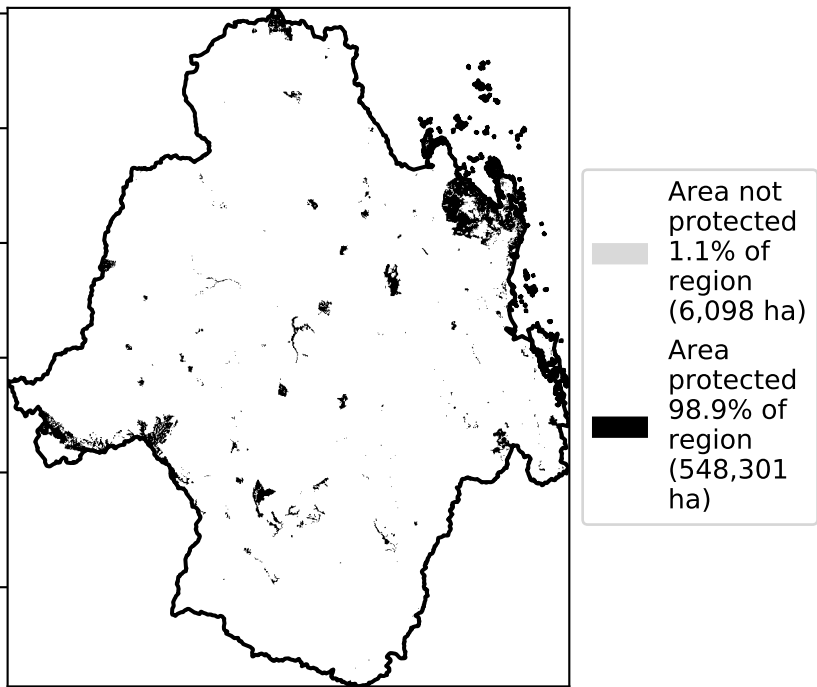 Area not
protected
1.1% of
region
(6,098 ha)
Area
protected
98.9% of
region
(548,301
ha)